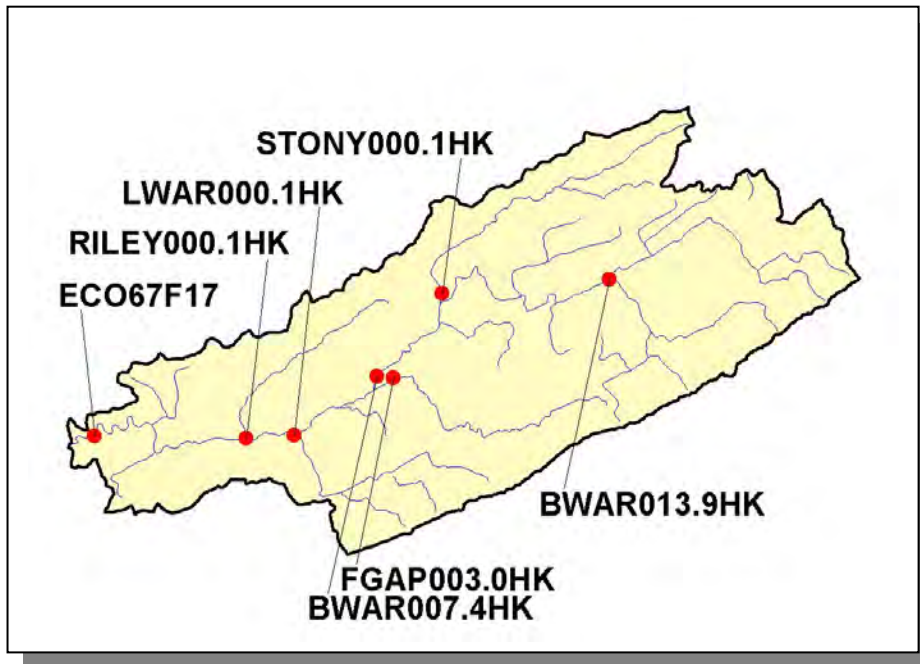 STONY000.1HK
LWAR000.1HK
RILEY000.1HK
ECO67F17
BWAR013.9HK
FGAP003.0HK
BWAR007.4HK